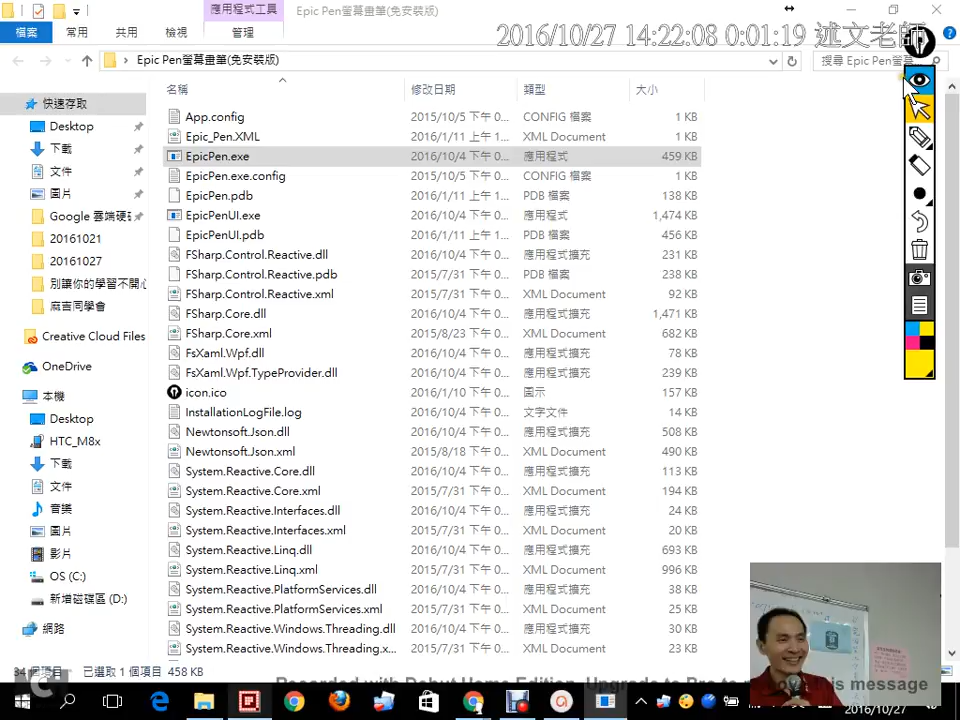 應用程式工具 Epic Pen螢幕畫筆(免安裝版)
檔案 常用 共用 檢視 管理
2016/10/27 14:22:08 0:01:19 述文老師
Epic Pen螢幕畫筆(免安裝版) 搜尋 Epic Pen螢
名稱 修改日期 類型 大小
快速存取
Desktop
下載
文件
圖片
Google 雲端硬
20161021
20161027
別讓你的學習不開心
麻吉同學會
Creative Cloud Files
OneDrive
本機
Desktop
HTC_M8x
下載
文件
音樂
圖片
影片
OS (C:)
新增磁碟區 (D:)
網路
App.config 2015/10/5 下午 0... CONFIG 檔案 1 KB
Epic_Pen.XML 2016/1/11 上午 1... XML Document 1 KB
EpicPen.exe 2016/10/4 下午 0... 應用程式 459 KB
EpicPen.exe.config 2015/10/5 下午 0... CONFIG 檔案 1 KB
EpicPen.pdb 2016/1/11 上午 1... PDB 檔案 138 KB
EpicPenUI.exe 2016/10/4 下午 0... 應用程式 1,474 KB
EpicPenUI.pdb 2016/1/11 上午 1... PDB 檔案 456 KB
FSharp.Control.Reactive.dll 2016/10/4 下午 0... 應用程式擴充 231 KB
FSharp.Control.Reactive.pdb 2015/7/31 下午 0... PDB 檔案 238 KB
FSharp.Control.Reactive.xml 2015/7/31 下午 0... XML Document 92 KB
FSharp.Core.dll 2016/10/4 下午 0... 應用程式擴充 1,471 KB
FSharp.Core.xml 2015/8/23 下午 0... XML Document 682 KB
FsXaml.Wpf.dll 2016/10/4 下午 0... 應用程式擴充 78 KB
FsXaml.Wpf.TypeProvider.dll 2016/10/4 下午 0... 應用程式擴充 239 KB
icon.ico 2016/1/10 下午 0... 圖示 157 KB
InstallationLogFile.log 2016/10/4 下午 0... 文字文件 14 KB
Newtonsoft.Json.dll 2016/10/4 下午 0... 應用程式擴充 508 KB
Newtonsoft.Json.xml 2015/8/18 下午 0... XML Document 490 KB
System.Reactive.Core.dll 2016/10/4 下午 0... 應用程式擴充 113 KB
System.Reactive.Core.xml 2015/7/31 下午 0... XML Document 194 KB
System.Reactive.Interfaces.dll 2016/10/4 下午 0... 應用程式擴充 24 KB
System.Reactive.Interfaces.xml 2015/7/31 下午 0... XML Document 20 KB
System.Reactive.Linq.dll 2016/10/4 下午 0... 應用程式擴充 693 KB
System.Reactive.Linq.xml 2015/7/31 下午 0... XML Document 996 KB
System.Reactive.PlatformServices.dll 2016/10/4 下午 0... 應用程式擴充 38 KB
System.Reactive.PlatformServices.xml 2015/7/31 下午 0... XML Document 25 KB
System.Reactive.Windows.Threading.dll 2016/10/4 下午 0... 應用程式擴充 30 KB
System.Reactive.Windows.Threading.x... 2015/7/31 下午 0... XML Document 23 KB
34 個項目 已選取 1 個項目 458 KB
Recorded with Debut Home Edition. Upgrade to Pro to remove this message
2016/10/27